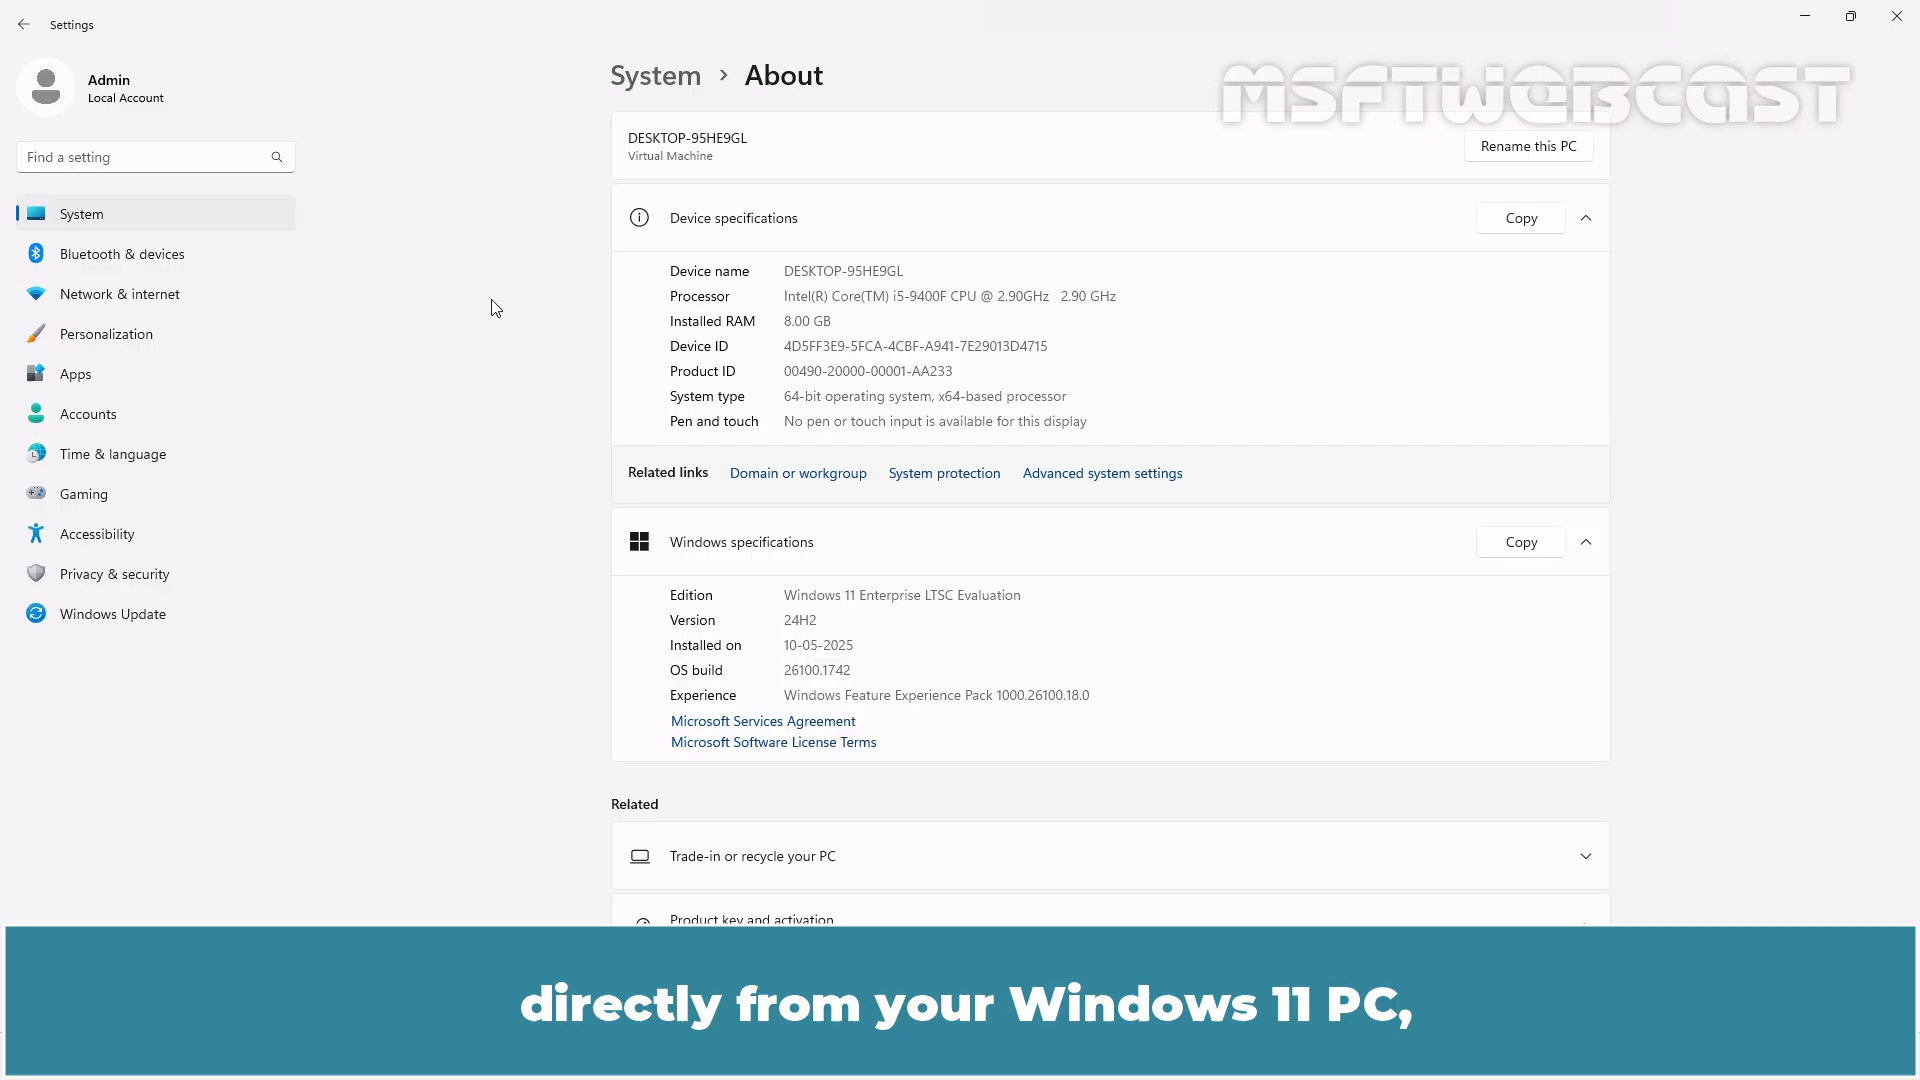 Settings
Admin
Local Account
Find a setting
System
Bluetooth & devices
Network & internet
Personalization
Apps
Accounts
Time & language
Gaming
Accessibility
Privacy & security
Windows Update
System > About
MSFTWEBCAST
DESKTOP-95HE9GL
Virtual Machine
Rename this PC
Device specifications
Copy
Device name DESKTOP-95HE9GL
Processor Intel(R) Core(TM) i5-9400F CPU @ 2.90GHz 2.90 GHz
Installed RAM 8.00 GB
Device ID 4D5FF3E9-5FCA-4CBF-A941-7E29013D4715
Product ID 00490-20000-00001-AA233
System type 64-bit operating system, x64-based processor
Pen and touch No pen or touch input is available for this display
Related links Domain or workgroup System protection Advanced system settings
Windows specifications
Copy
Edition Windows 11 Enterprise LTSC Evaluation
Version 24H2
Installed on 10-05-2025
OS build 26100.1742
Experience Windows Feature Experience Pack 1000.26100.18.0
Microsoft Services Agreement
Microsoft Software License Terms
Related
Trade-in or recycle your PC
Product key and activation
directly from your Windows 11 PC,